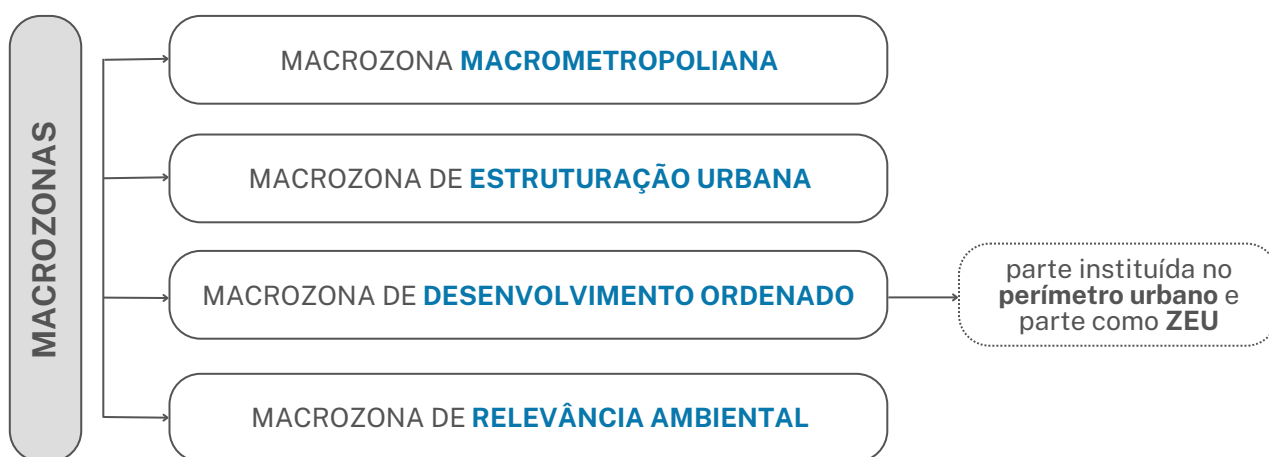 MACROZONAS
MACROZONA MACROMETROPOLIANA
MACROZONA DE ESTRUTURAÇÃO URBANA
MACROZONA DE DESENVOLVIMENTO ORDENADO
parte instituída no
perímetro urbano e
parte como ZEU
MACROZONA DE RELEVÂNCIA AMBIENTAL